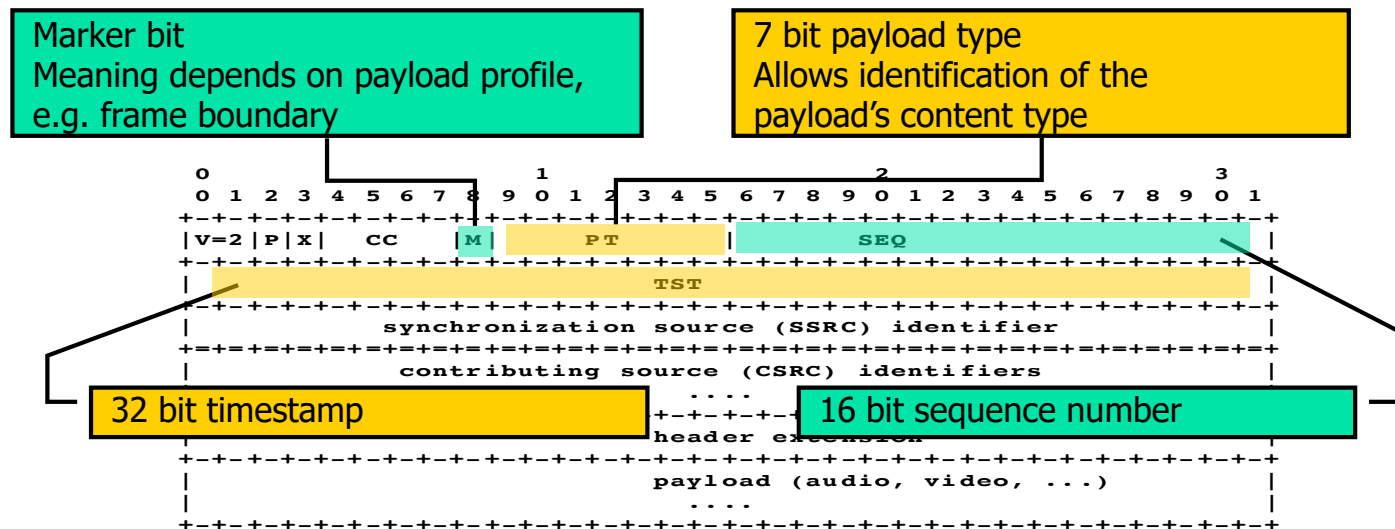 Marker bit
Meaning depends on payload profile,
e.g. frame boundary
7 bit payload type
Allows identification of the
payload's content type
0 1 2 3
0 1 2 3 4 5 6 7 8 9 0 1 2 3 4 5 6 7 8 9 0 1 2 3 4 5 6 7 8 9 0 1
+-+-+-+-+-+-+-+-+-+-+-+-+-+-+-+-+-+-+-+-+-+-+-+-+-+-+-+-+-+-+-+-+
|V=2|P|X| CC |M| PT | SEQ |
+-+-+-+-+-+-+-+-+-+-+-+-+-+-+-+-+-+-+-+-+-+-+-+-+-+-+-+-+-+-+-+-+
| TST |
+-+-+-+-+-+-+-+-+-+-+-+-+-+-+-+-+-+-+-+-+-+-+-+-+-+-+-+-+-+-+-+-+
| synchronization source (SSRC) identifier |
+=+=+=+=+=+=+=+=+=+=+=+=+=+=+=+=+=+=+=+=+=+=+=+=+=+=+=+=+=+=+=+=+
| contributing source (CSRC) identifiers |
| .... |
32 bit timestamp
16 bit sequence number
header extension
+-+-+-+-+-+-+-+-+-+-+-+-+-+-+-+-+-+-+-+-+-+-+-+-+-+-+-+-+-+-+-+-+
| payload (audio, video, ...) |
| .... |
+-+-+-+-+-+-+-+-+-+-+-+-+-+-+-+-+-+-+-+-+-+-+-+-+-+-+-+-+-+-+-+-+